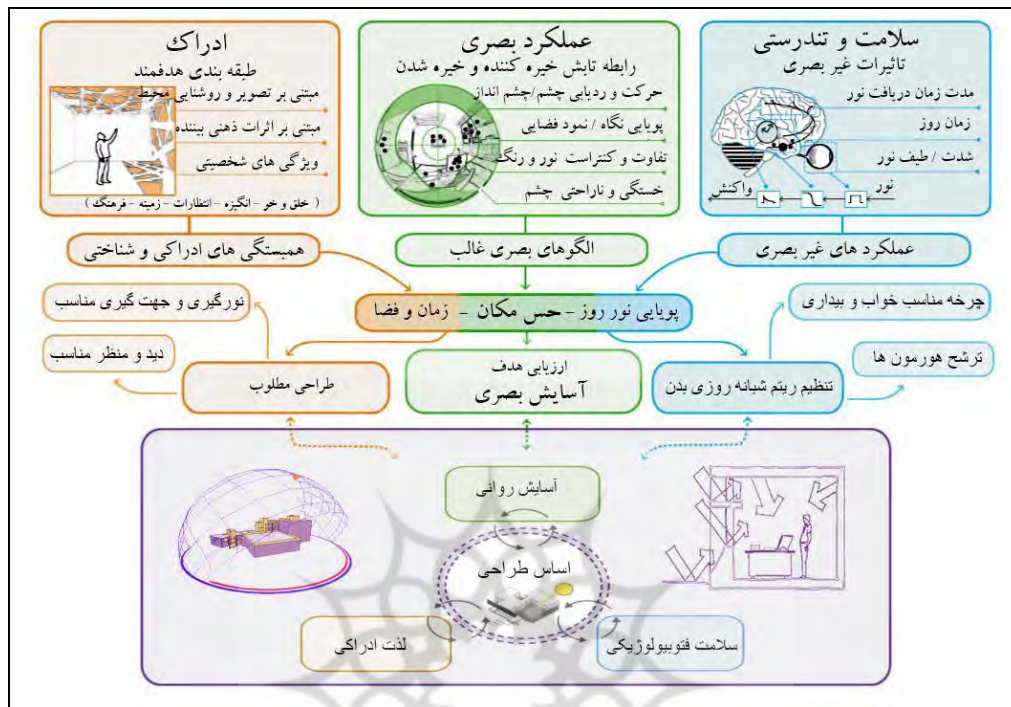 سلامت و تندرستی
تاثیرات غیر بصری
مدت زمان دریافت نور
زمان روز
شدت / طیف نور
نور
واکنش
عملکرد بصری
رابطه تابش خیره کننده و خیره شدن
حرکت و ردیابی چشم/چشم انداز
پویایی نگاه / نمود فضایی
تفاوت و کنتراست نور و رنگ
خستگی و ناراحتی چشم
ادراک
طبقه بندی هدفمند
مبتنی بر تصویر و روشنایی محیط
مبتنی بر اثرات ذهنی بیننده
ویژگی های شخصیتی
( خلق و خر - انگیزه - انتظارات - زمینه - فرهنگ )
عملکرد های غیر بصری
الگوهای بصری غالب
همبستگی های ادراکی و شناختی
پویایی نور روز - حس مکان - زمان و فضا
چرخه مناسب خواب و بیداری
ترشح هورمون ها
تنظیم ریتم شبانه روزی بدن
ارزیابی هدف
آسایش بصری
طراحی مطلوب
نورگیری و جهت گیری مناسب
دید و منظر مناسب
آسایش روانی
اساس طراحی
سلامت فتوبیولوژیکی
لذت ادراکی